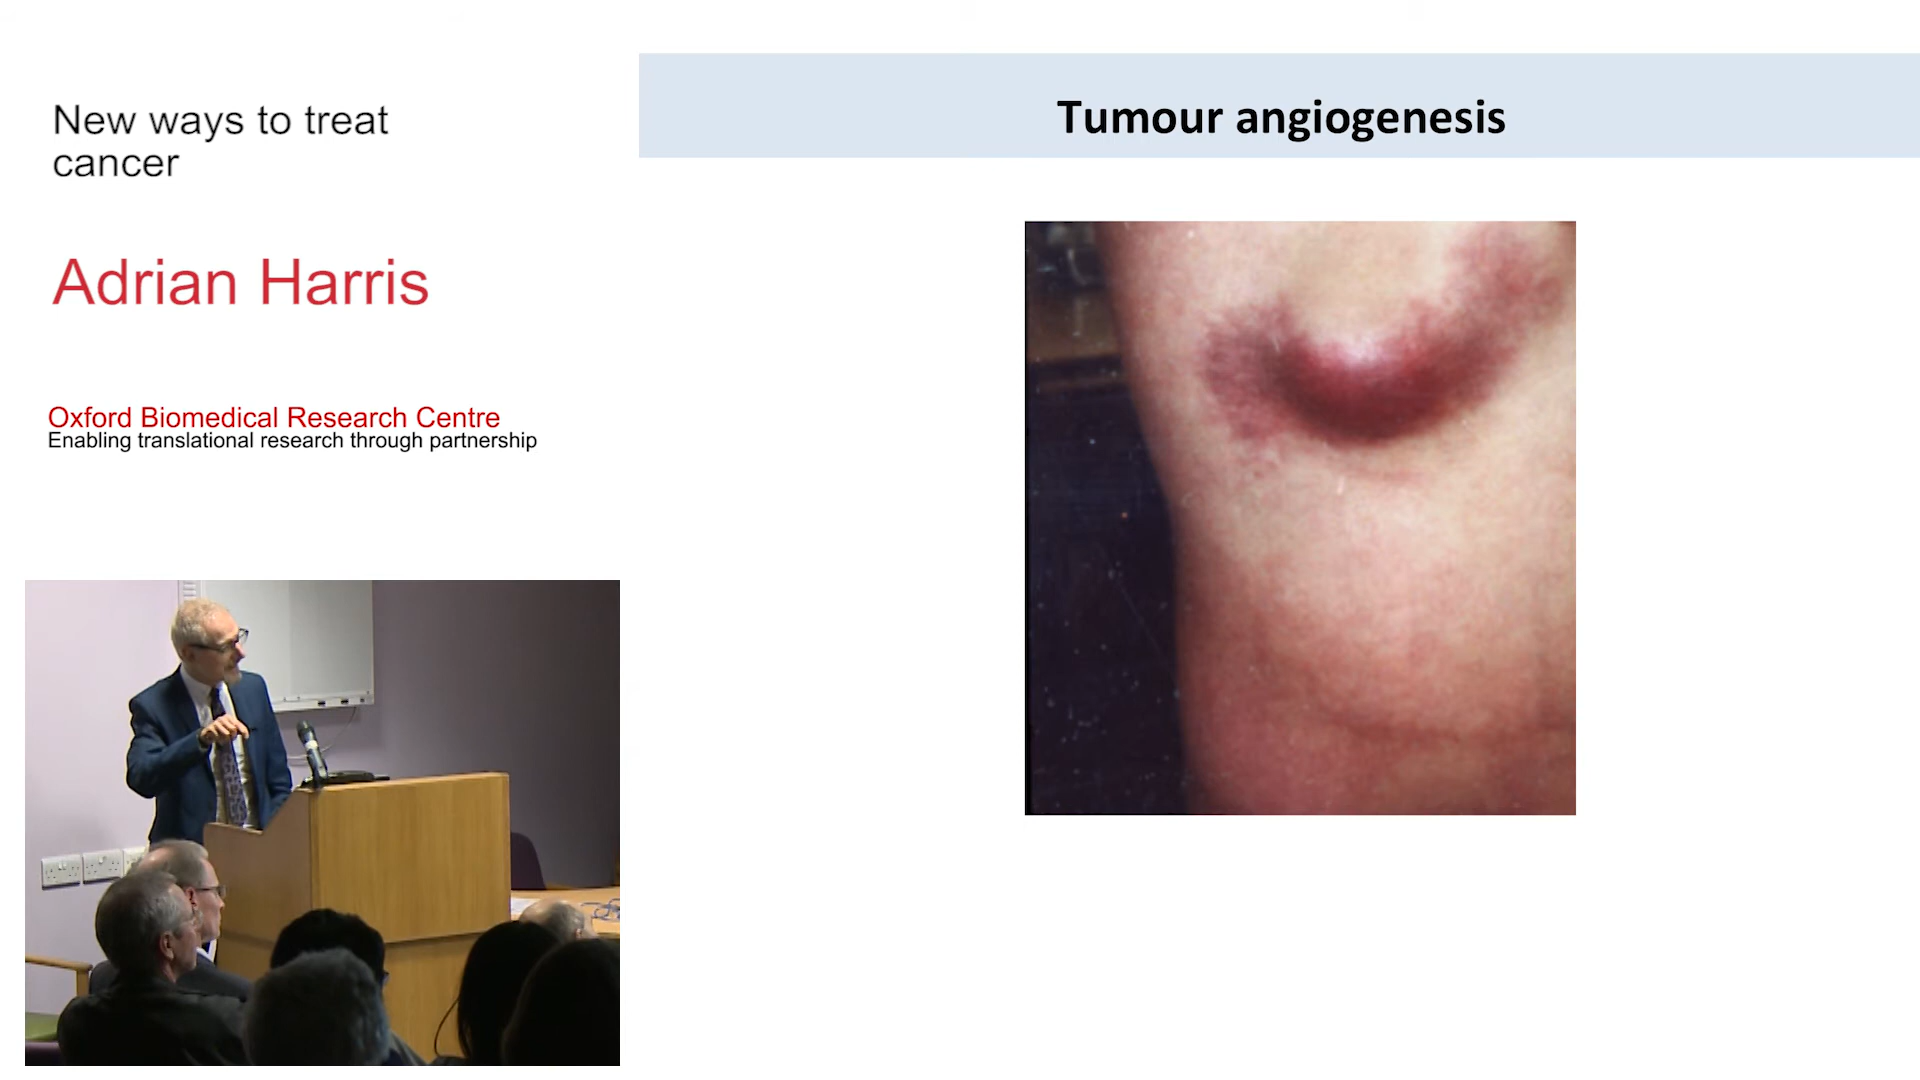 New ways to treat
cancer
Adrian Harris
Oxford Biomedical Research Centre
Enabling translational research through partnership
Tumour angiogenesis